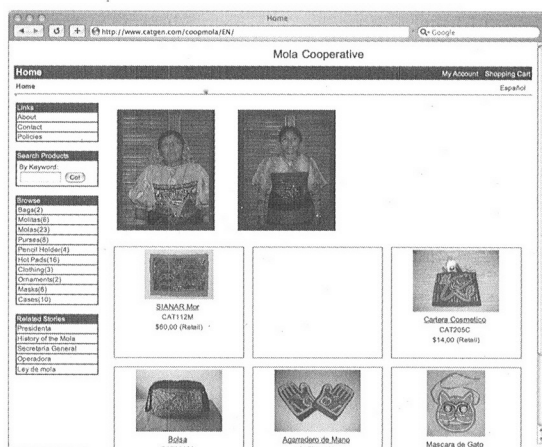 Home
http://www.catgen.com/coopmola/EN/
Google
Mola Cooperative
Home
My Account Shopping Cart
Home
Español
Links
About
Contact
Policies
Search Products
By Keyword:
Go!
Browse
Bags(2)
Molitas(6)
Molas(23)
Purses(8)
Pencil Holder(4)
Hot Pads(16)
Clothing(3)
Ornaments(2)
Masks(6)
Cases(10)
Related Stories
Presidenta
History of the Mola
Secretaria General
Operadora
Ley de mola
SIANAR Mor
CAT112M
$60,00 (Retail)
Cartera Cosmetico
CAT205C
$14,00 (Retail)
Bolsa
Agarradero de Mano
Mascara de Gato